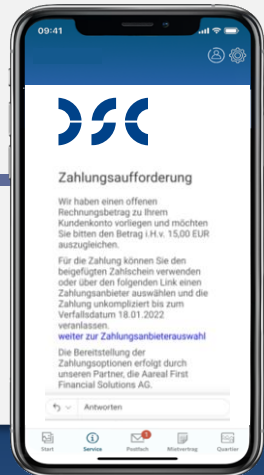 09:41
DSC
Zahlungsaufforderung
Wir haben einen offenen
Rechnungsbetrag zu Ihrem
Kundenkonto vorliegen und möchten
Sie bitten den Betrag i.H.v. 15,00 EUR
auszugleichen.
Für die Zahlung können Sie den
beigefügten Zahlschein verwenden
oder über den folgenden Link einen
Zahlungsanbieter auswählen und die
Zahlung unkompliziert bis zum
Verfallsdatum 18.01.2022
veranlassen.
weiter zur Zahlungsanbieterauswahl
Die Bereitstellung der
Zahlungsoptionen erfolgt durch
unseren Partner, die Aareal First
Financial Solutions AG.
Antworten
Start Service Postfach Mietvertrag Quartier